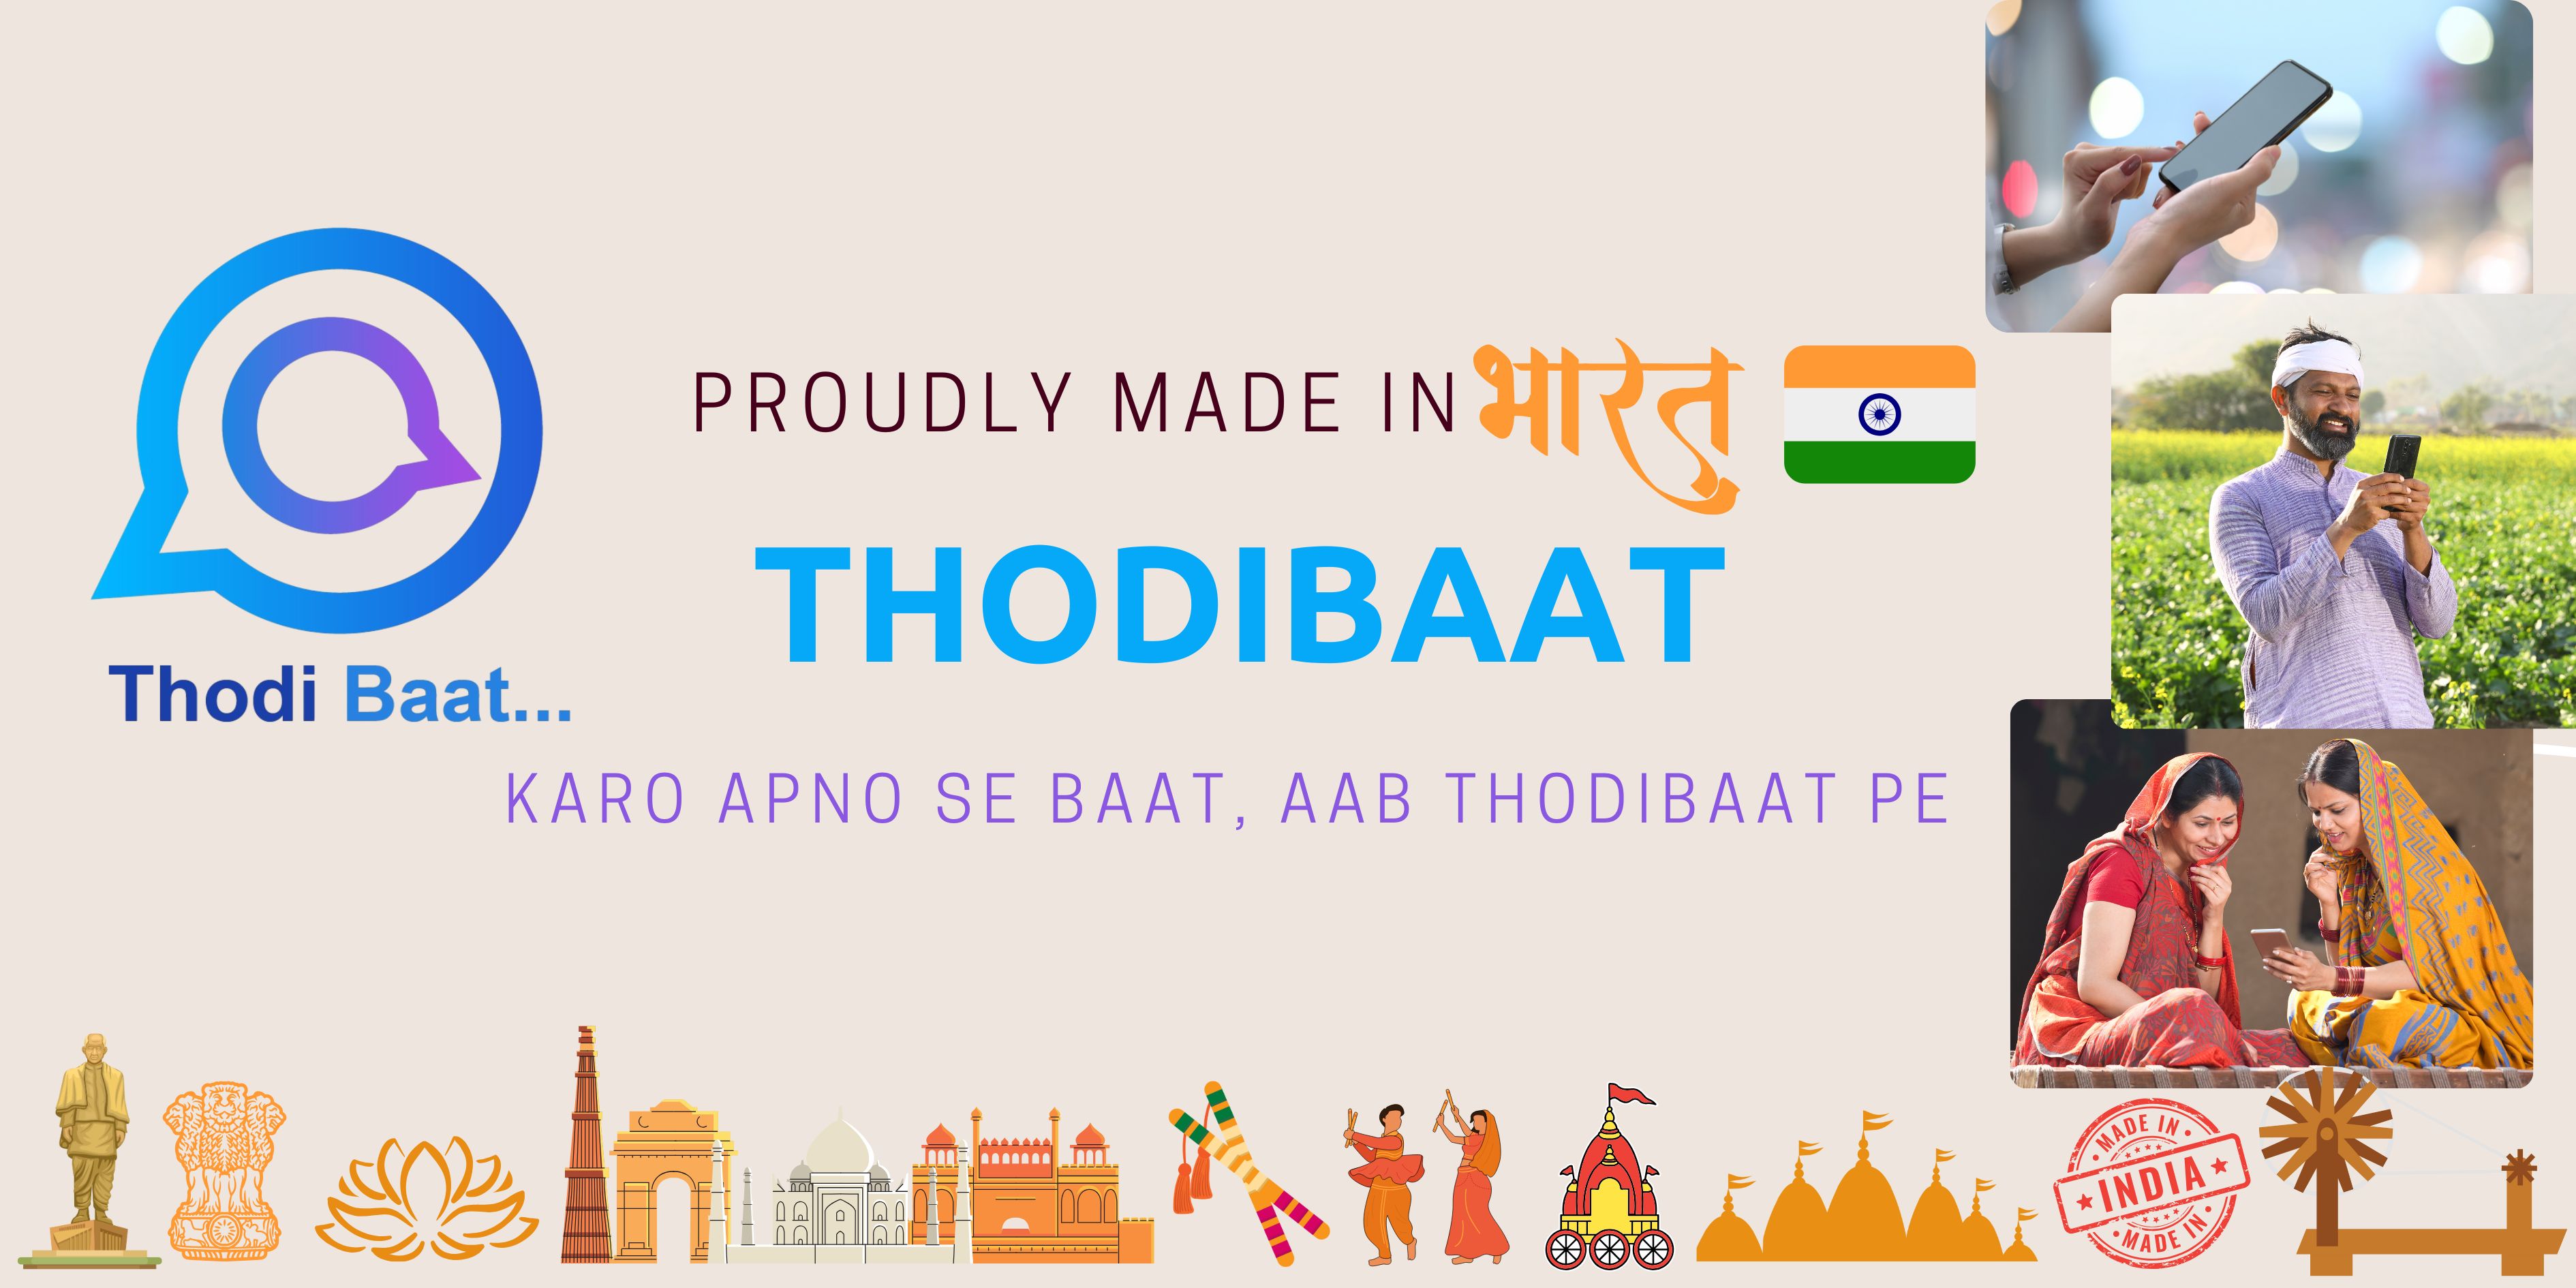 PROUDLY MADE IN भारत
THODIBAAT
Thodi Baat...
KARO APNO SE BAAT, AAB THODIBAAT PE
MADE IN
INDIA
MADE IN